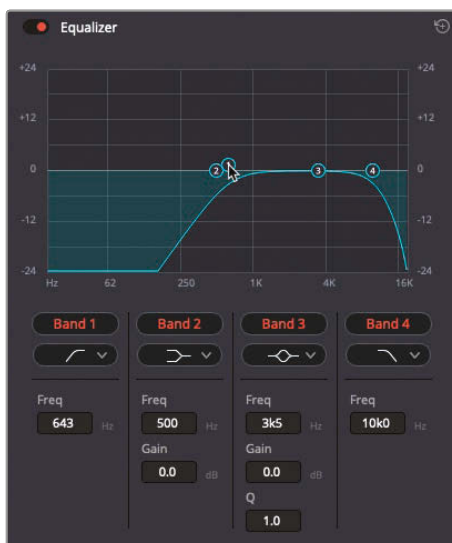 Equalizer
+24 +24
+12 +12
0 2 3 4 0
-12 -12
-24 -24
Hz 62 250 1K 4K 16K
Band 1 Band 2 Band 3 Band 4
Freq Freq Freq Freq
643 Hz 500 Hz 3k5 Hz 10k0 Hz
Gain Gain
0.0 dB 0.0 dB
Q
1.0